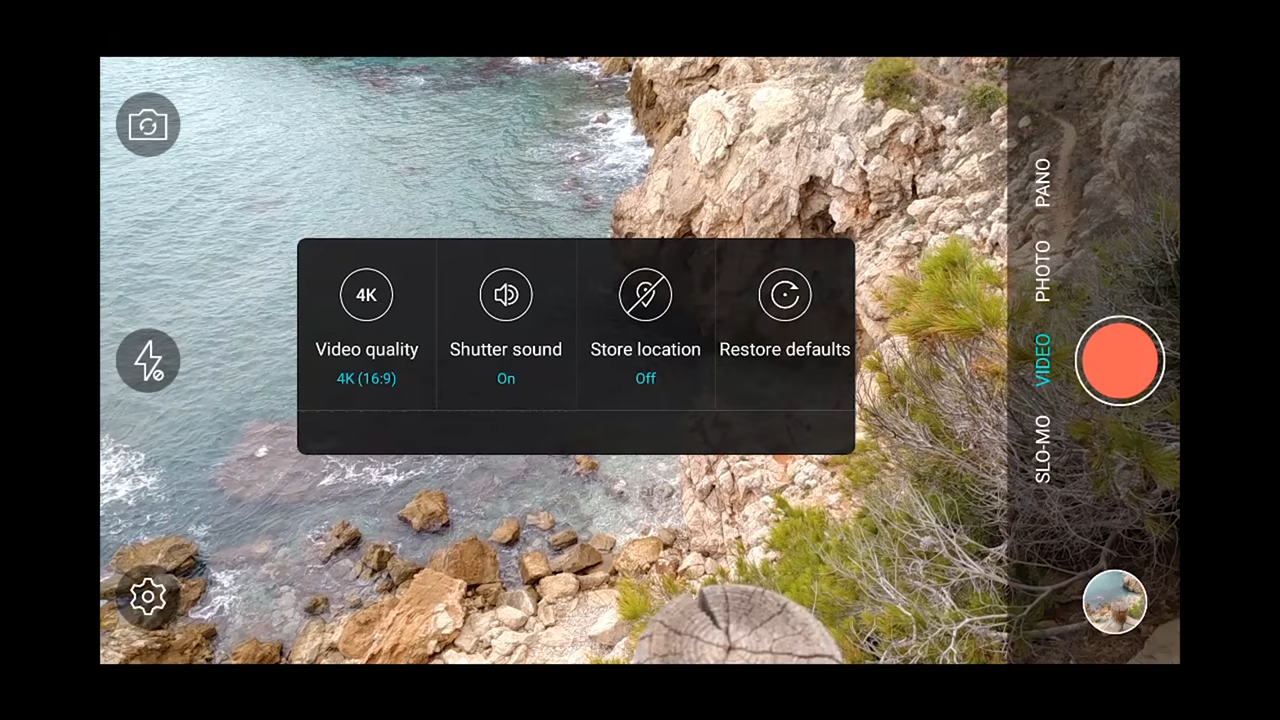 4K
Video quality
4K (16:9)
Shutter sound
On
Store location
Off
Restore defaults
PANO
PHOTO
VIDEO
SLO-MO